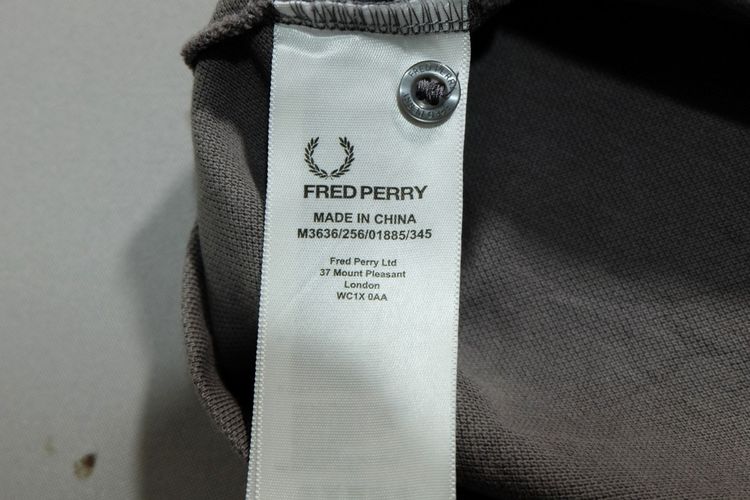 FRED PERRY
MADE IN CHINA
M3636/256/01885/345
Fred Perry Ltd
37 Mount Pleasant
London
WC1X 0AA